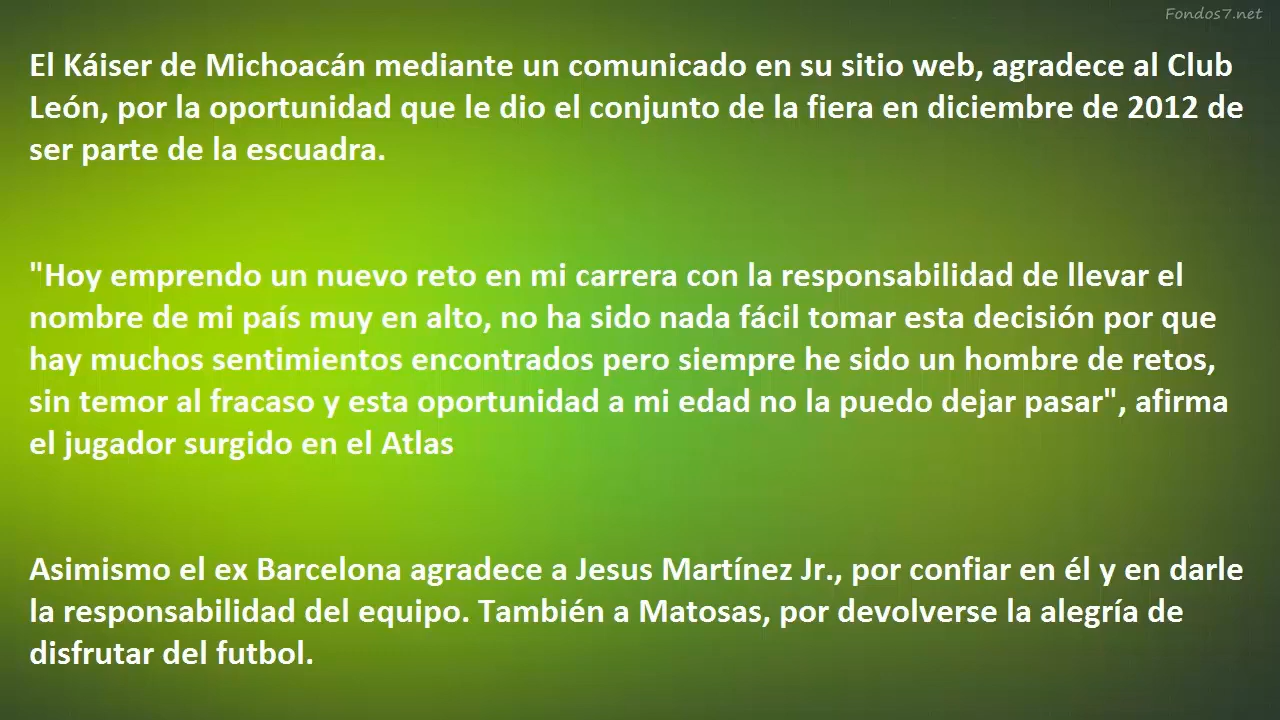 Fondos7.net
El Káiser de Michoacán mediante un comunicado en su sitio web, agradece al Club
León, por la oportunidad que le dio el conjunto de la fiera en diciembre de 2012 de
ser parte de la escuadra.
"Hoy emprendo un nuevo reto en mi carrera con la responsabilidad de llevar el
nombre de mi país muy en alto, no ha sido nada fácil tomar esta decisión por que
hay muchos sentimientos encontrados pero siempre he sido un hombre de retos,
sin temor al fracaso y esta oportunidad a mi edad no la puedo dejar pasar", afirma
el jugador surgido en el Atlas
Asimismo el ex Barcelona agradece a Jesus Martínez Jr., por confiar en él y en darle
la responsabilidad del equipo. También a Matosas, por devolverse la alegría de
disfrutar del futbol.